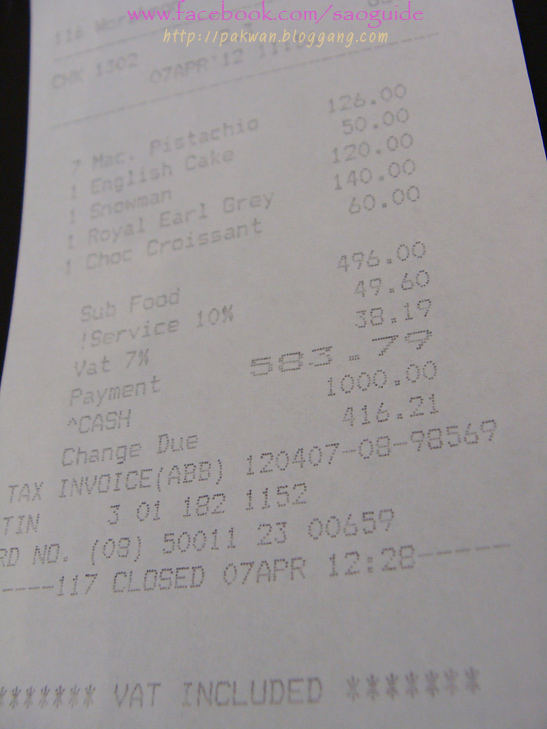 www.facebook.com/saoguide
http://pakwan.bloggang.com
CHK 1302
07APR'12
7 Mac. Pistachio 126.00
1 English Cake 50.00
1 Snowman 120.00
1 Royal Earl Grey 140.00
1 Choc Croissant 60.00
Sub Food 496.00
!Service 10% 49.60
Vat 7% 38.19
Payment 583.79
^CASH 1000.00
Change Due 416.21
TAX INVOICE(ABB) 120407-08-98569
TIN 3 01 182 1152
RD NO. (08) 50011 23 00659
----117 CLOSED 07APR 12:28-----
******* VAT INCLUDED *******